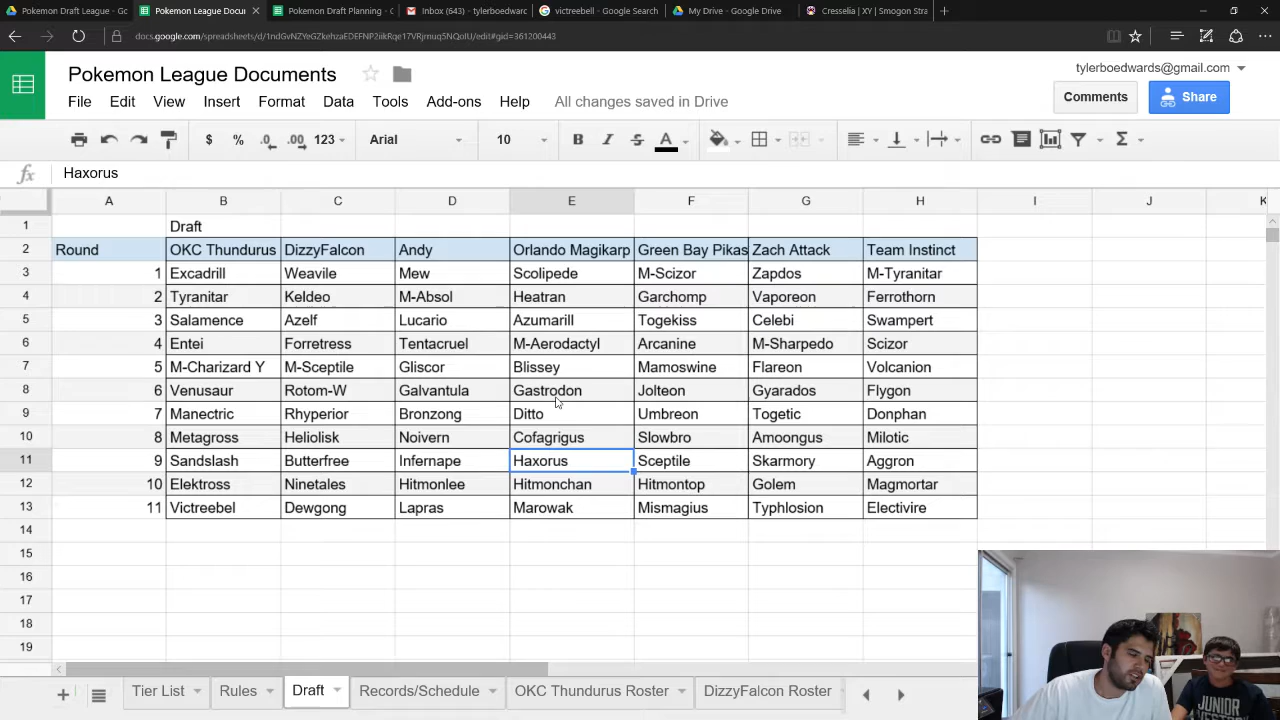 Pokemon Draft League - Gc
Pokemon League Docum
Pokemon Draft Planning - G
Inbox (643) - tylerboedwarc
victreebell - Google Search
My Drive - Google Drive
Cresselia | XY | Smogon Stra
Pokemon League Documents
tylerboedwards@gmail.com
File Edit View Insert Format Data Tools Add-ons Help All changes saved in Drive
Comments Share
$ % .0 .00 123 Arial 10 B I S A
fx Haxorus
A B C D E F G H I J K
1 Draft
2 Round OKC Thundurus DizzyFalcon Andy Orlando Magikarp Green Bay Pikas Zach Attack Team Instinct
3 1 Excadrill Weavile Mew Scolipede M-Scizor Zapdos M-Tyranitar
4 2 Tyranitar Keldeo M-Absol Heatran Garchomp Vaporeon Ferrothorn
5 3 Salamence Azelf Lucario Azumarill Togekiss Celebi Swampert
6 4 Entei Forretress Tentacruel M-Aerodactyl Arcanine M-Sharpedo Scizor
7 5 M-Charizard Y M-Sceptile Gliscor Blissey Mamoswine Flareon Volcanion
8 6 Venusaur Rotom-W Galvantula Gastrodon Jolteon Gyarados Flygon
9 7 Manectric Rhyperior Bronzong Ditto Umbreon Togetic Donphan
10 8 Metagross Heliolisk Noivern Cofagrigus Slowbro Amoongus Milotic
11 9 Sandslash Butterfree Infernape Haxorus Sceptile Skarmory Aggron
12 10 Elektross Ninetales Hitmonlee Hitmonchan Hitmontop Golem Magmortar
13 11 Victreebel Dewgong Lapras Marowak Mismagius Typhlosion Electivire
14
15
16
17
18
19
JUNIOR
Tier List Rules Draft Records/Schedule OKC Thundurus Roster DizzyFalcon Roster